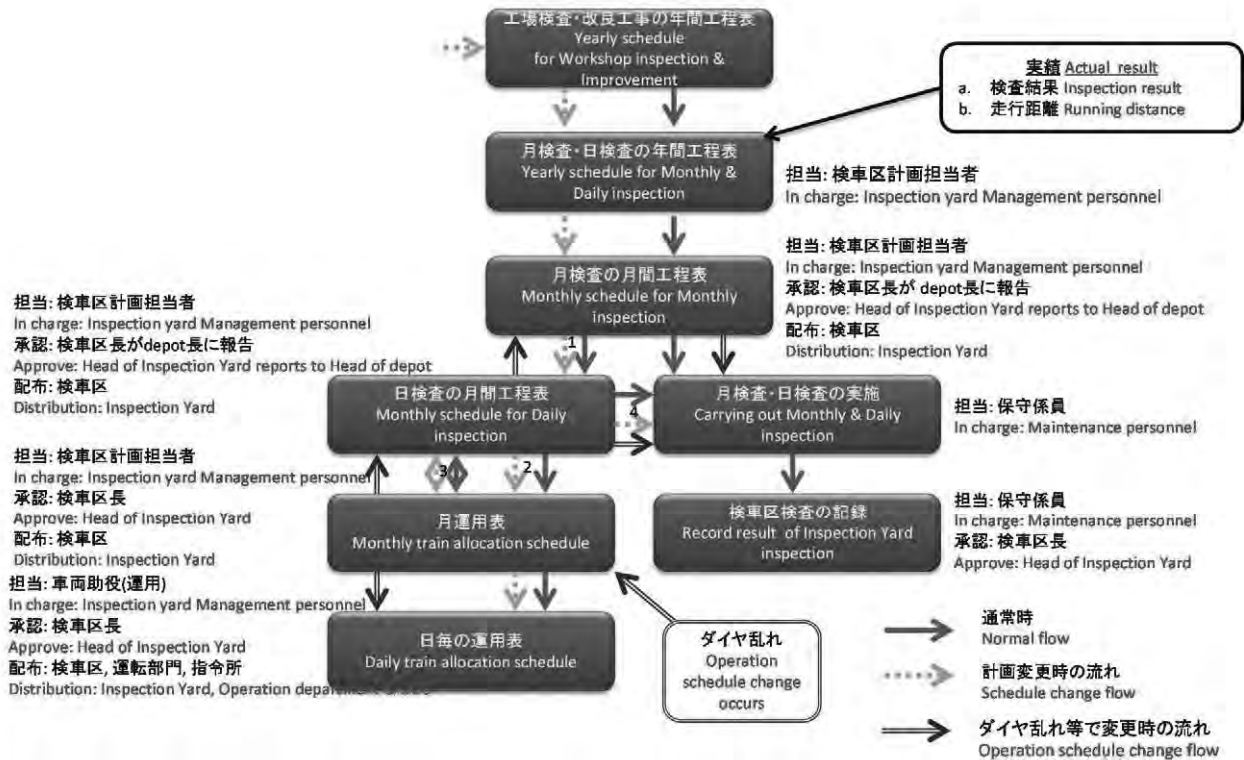 工場検査・改良工事の年間工程表
Yearly schedule
for Workshop inspection &
Improvement
実績 Actual result
a. 検査結果 Inspection result
b. 走行距離 Running distance
月検査・日検査の年間工程表
Yearly schedule for Monthly &
Daily inspection
担当: 検車区計画担当者
In charge: Inspection yard Management personnel
月検査の月間工程表
Monthly schedule for Monthly
inspection
担当: 検車区計画担当者
In charge: Inspection yard Management personnel
承認: 検車区長が depot長に報告
Approve: Head of Inspection Yard reports to Head of depot
配布: 検車区
Distribution: Inspection Yard
担当: 検車区計画担当者
In charge: Inspection yard Management personnel
承認: 検車区長がdepot長に報告
Approve: Head of Inspection Yard reports to Head of depot
配布: 検車区
Distribution: Inspection Yard
1
日検査の月間工程表
Monthly schedule for Daily
inspection
4
月検査・日検査の実施
Carrying out Monthly & Daily
inspection
担当: 保守係員
In charge: Maintenance personnel
担当: 検車区計画担当者
In charge: Inspection yard Management personnel
承認: 検車区長
Approve: Head of Inspection Yard
配布: 検車区
Distribution: Inspection Yard
3
2
月運用表
Monthly train allocation schedule
検車区検査の記録
Record result of Inspection Yard
inspection
担当: 保守係員
In charge: Maintenance personnel
承認: 検車区長
Approve: Head of Inspection Yard
担当: 車両助役(運用)
In charge: Inspection yard Management personnel
承認: 検車区長
Approve: Head of Inspection Yard
配布: 検車区, 運転部門, 指令所
Distribution: Inspection Yard, Operation
日毎の運用表
Daily train allocation schedule
ダイヤ乱れ
Operation
schedule change
occurs
通常時
Normal flow
計画変更時の流れ
Schedule change flow
ダイヤ乱れ等で変更時の流れ
Operation schedule change flow